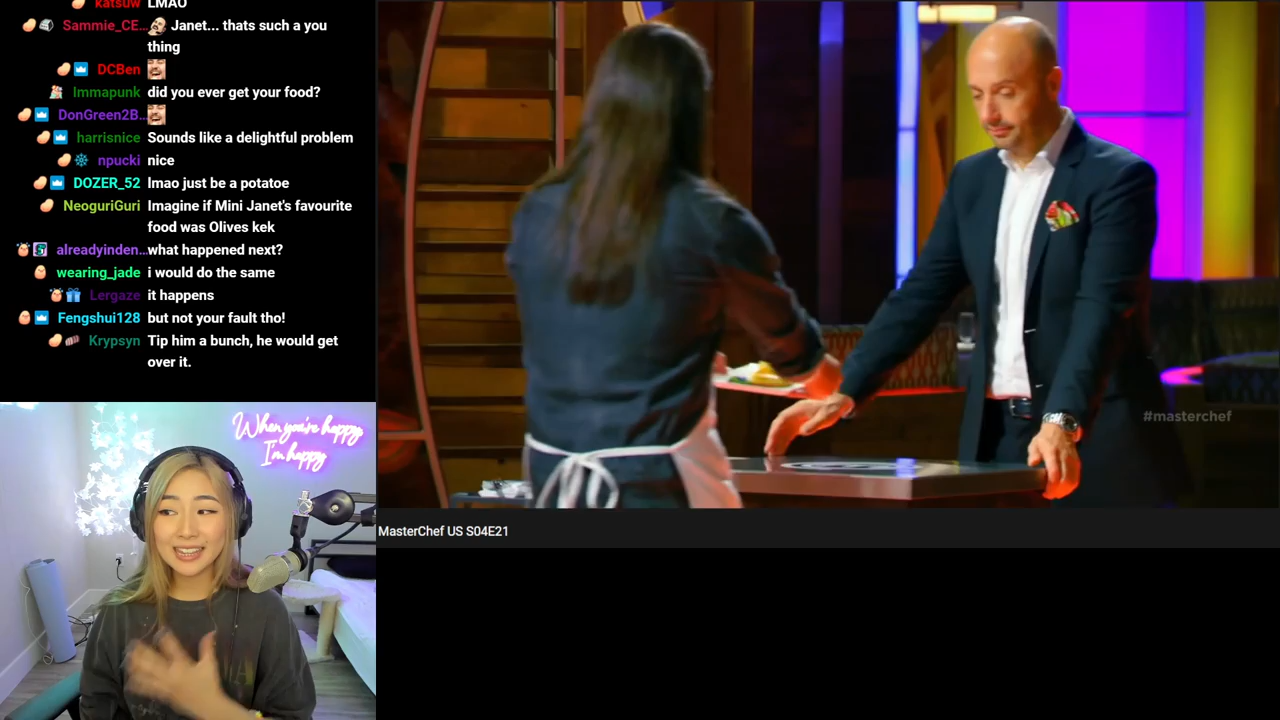 katsuw LMAO
Sammie_CE... Janet... thats such a you
thing
DCBen
Immapunk did you ever get your food?
DonGreen2B...
harrisnice Sounds like a delightful problem
npucki nice
DOZER_52 lmao just be a potatoe
NeoguriGuri Imagine if Mini Janet's favourite
food was Olives kek
alreadyinden... what happened next?
wearing_jade i would do the same
Lergaze it happens
Fengshui128 but not your fault tho!
Krypsyn Tip him a bunch, he would get
over it.
When you're happy
I'm happy
#masterchef
MasterChef US S04E21